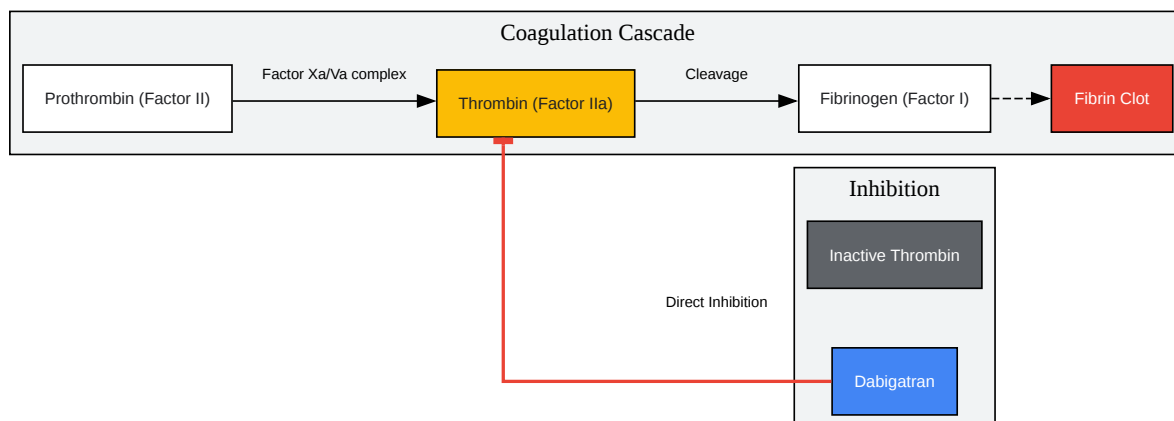 Coagulation Cascade
Prothrombin (Factor II)
Factor Xa/Va complex
Thrombin (Factor IIa)
Cleavage
Fibrinogen (Factor I)
Fibrin Clot
Inhibition
Inactive Thrombin
Direct Inhibition
Dabigatran